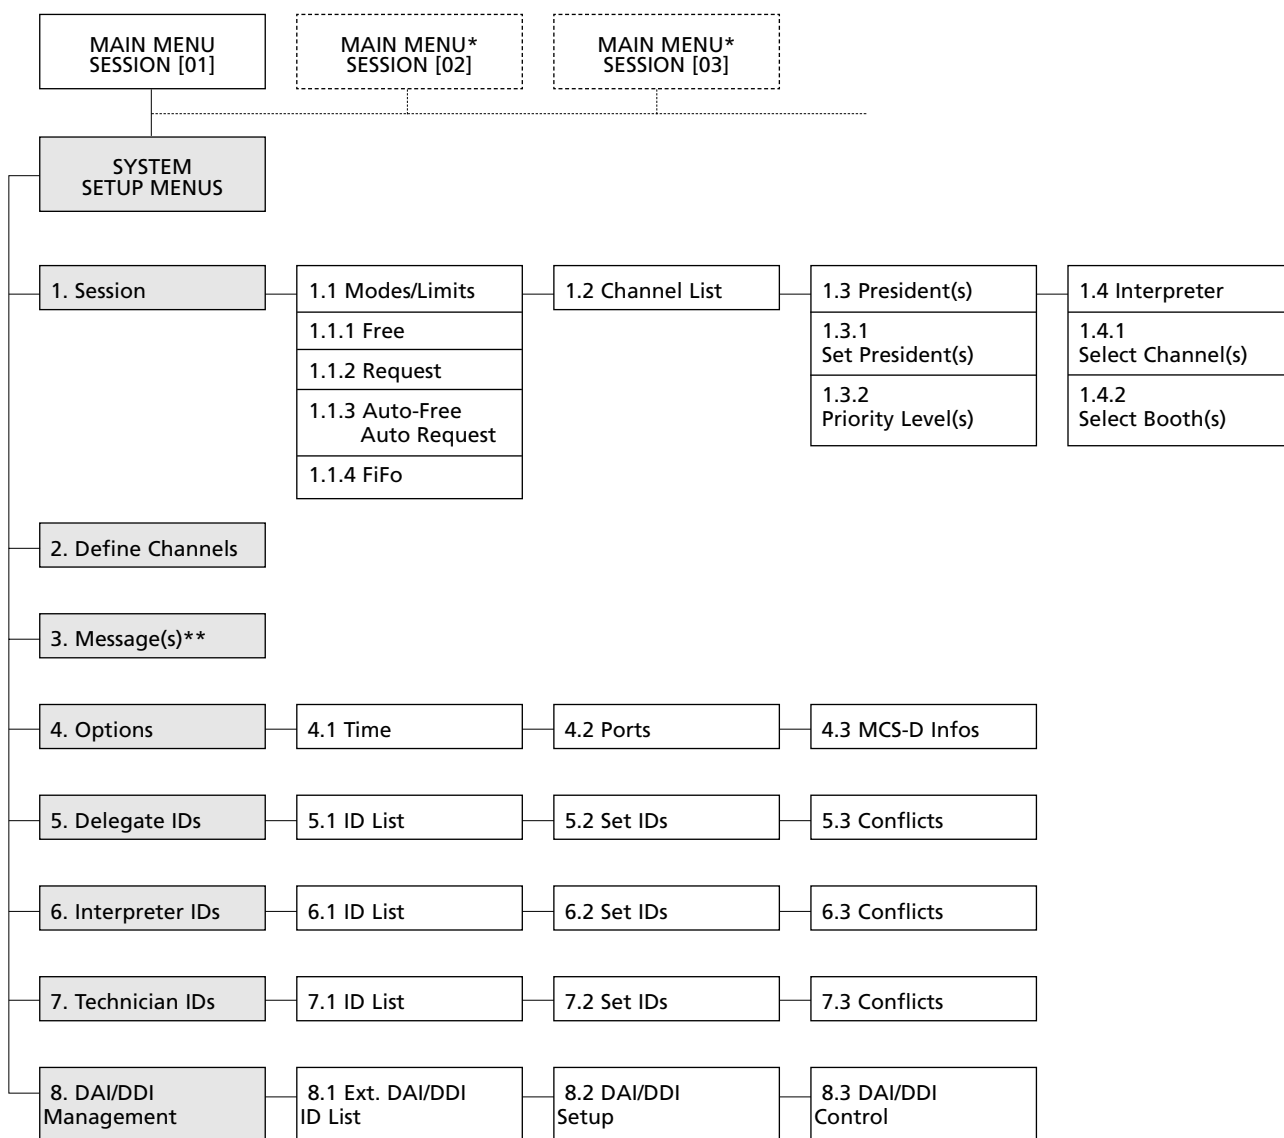 MAIN MENU
SESSION [01]
MAIN MENU*
SESSION [02]
MAIN MENU*
SESSION [03]
SYSTEM
SETUP MENUS
1. Session
1.1 Modes/Limits
1.1.1 Free
1.1.2 Request
1.1.3 Auto-Free
Auto Request
1.1.4 FiFo
1.2 Channel List
1.3 President(s)
1.3.1
Set President(s)
1.3.2
Priority Level(s)
1.4 Interpreter
1.4.1
Select Channel(s)
1.4.2
Select Booth(s)
2. Define Channels
3. Message(s)**
4. Options
4.1 Time
4.2 Ports
4.3 MCS-D Infos
5. Delegate IDs
5.1 ID List
5.2 Set IDs
5.3 Conflicts
6. Interpreter IDs
6.1 ID List
6.2 Set IDs
6.3 Conflicts
7. Technician IDs
7.1 ID List
7.2 Set IDs
7.3 Conflicts
8. DAI/DDI
Management
8.1 Ext. DAI/DDI
ID List
8.2 DAI/DDI
Setup
8.3 DAI/DDI
Control